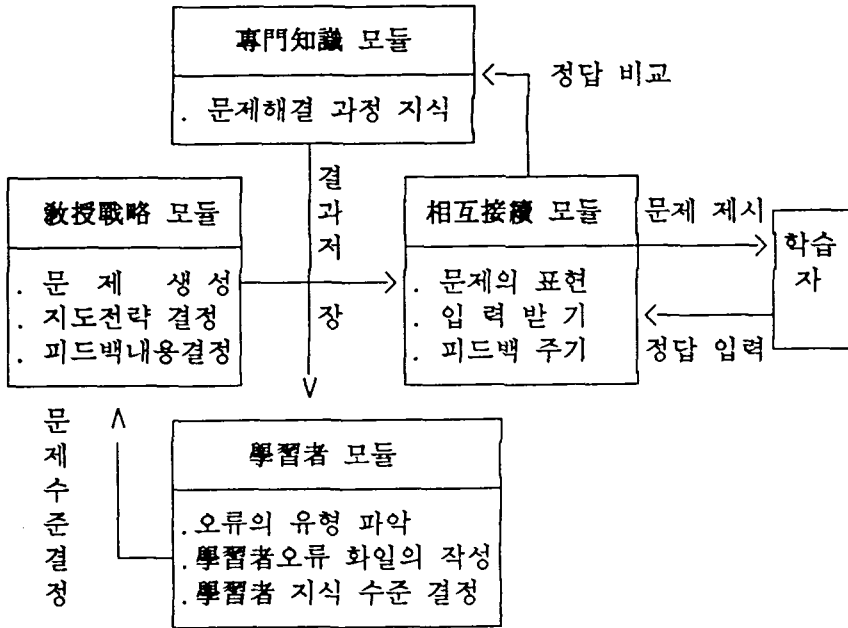 專門知識 모듈
. 문제해결 과정 지식
정답 비교
결과저장
敎授戰略 모듈
. 문 제 생 성
. 지도전략 결정
. 피드백내용결정
相互接續 모듈
. 문제의 표현
. 입 력 받 기
. 피드백 주기
문제 제시
정답 입력
학습
자
문제수준결정
學習者 모듈
. 오류의 유형 파악
. 學習者오류 화일의 작성
. 學習者 지식 수준 결정